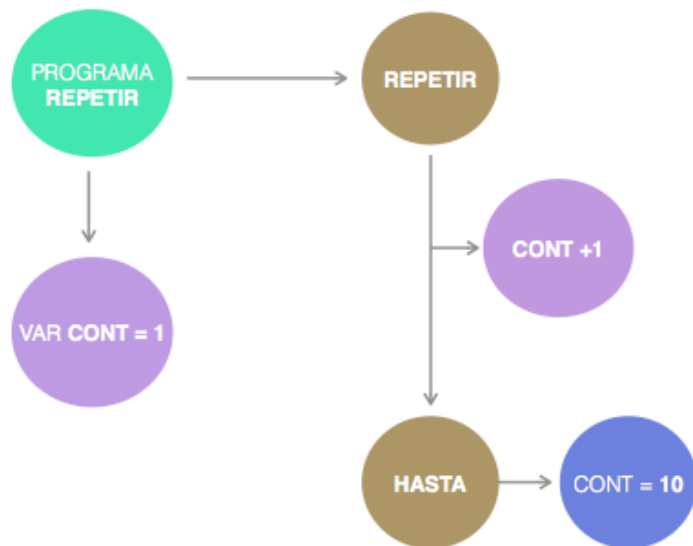 PROGRAMA
REPETIR
REPETIR
CONT +1
VAR CONT = 1
HASTA
CONT = 10